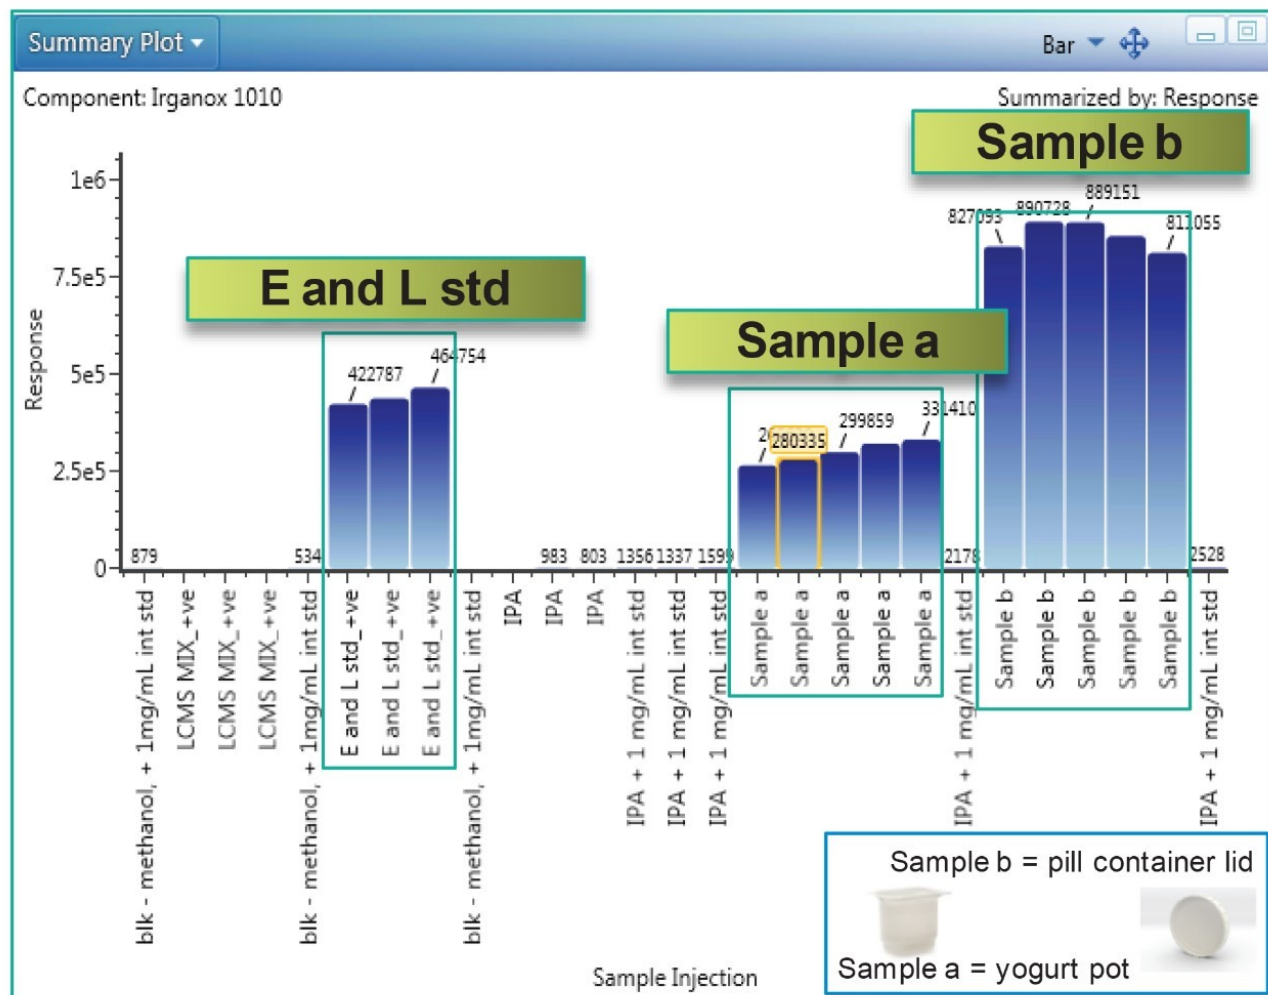 Summary Plot
Bar
Component: Irganox 1010
Summarized by: Response
Sample b
E and L std
Sample a
Response
1e6
7.5e5
5e5
2.5e5
0
879
534
422787
464754
983
803
1356
1337
1599
280335
299859
331410
2178
827093
890728
889151
811055
2528
blk - methanol, + 1mg/mL int std
LCMS MIX_+ve
LCMS MIX_+ve
LCMS MIX_+ve
blk - methanol, + 1mg/mL int std
E and L std_+ve
E and L std_+ve
E and L std_+ve
blk - methanol, + 1mg/mL int std
IPA
IPA
IPA
IPA + 1 mg/mL int std
IPA + 1 mg/mL int std
IPA + 1 mg/mL int std
Sample a
Sample a
Sample a
Sample a
Sample a
IPA + 1 mg/mL int std
Sample b
Sample b
Sample b
Sample b
Sample b
IPA + 1 mg/mL int std
Sample Injection
Sample b = pill container lid
Sample a = yogurt pot